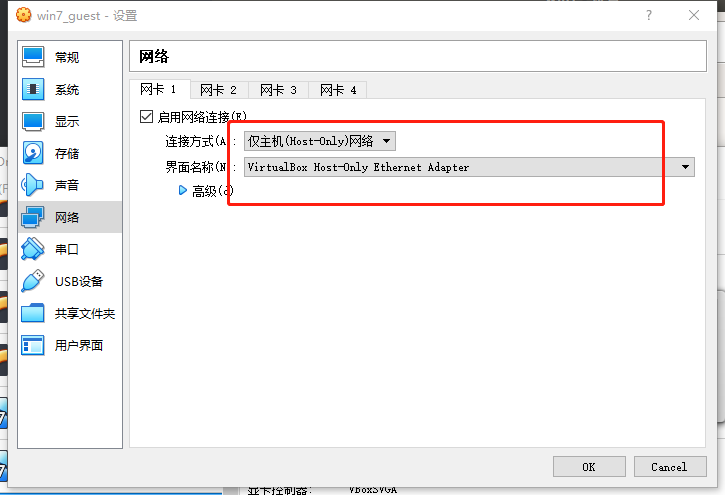 win7_guest - 设置
常规
系统
显示
存储
声音
网络
串口
USB设备
共享文件夹
用户界面
网络
网卡 1 网卡 2 网卡 3 网卡 4
启用网络连接(E)
连接方式(A): 仅主机(Host-Only)网络
界面名称(N): VirtualBox Host-Only Ethernet Adapter
高级(d)
OK Cancel
显卡控制器: VBoxSVGA